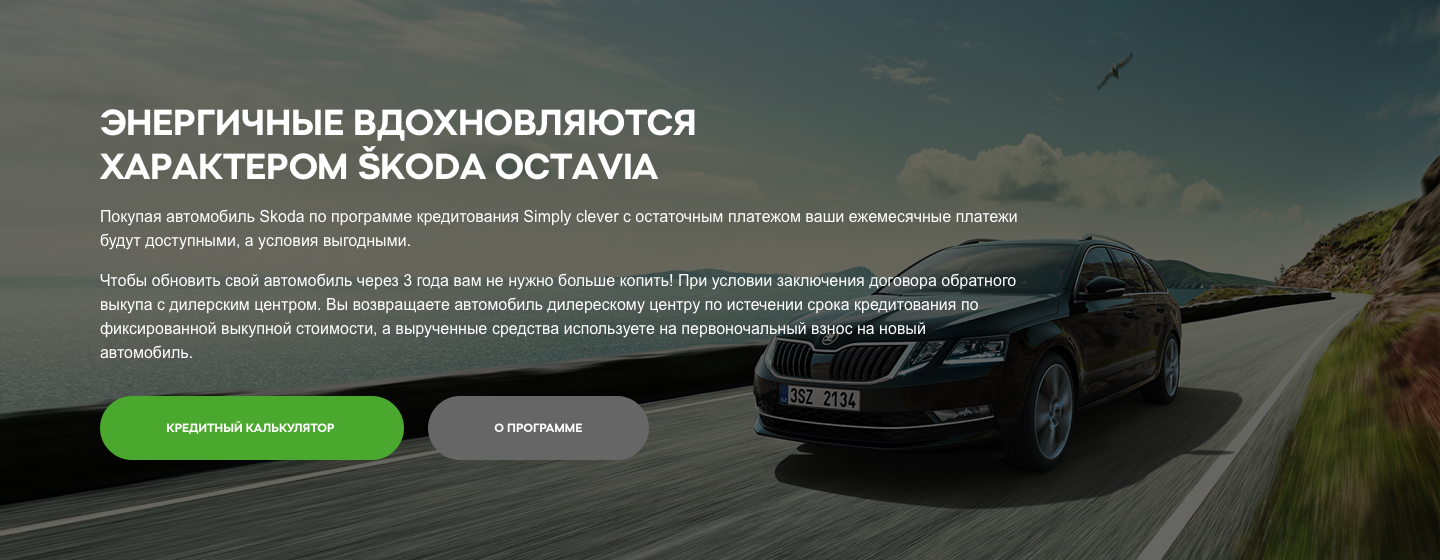 ЭНЕРГИЧНЫЕ ВДОХНОВЛЯЮТСЯ
ХАРАКТЕРОМ ŠKODA OCTAVIA
Покупая автомобиль Skoda по программе кредитования Simply clever с остаточным платежом ваши ежемесячные платежи
будут доступными, а условия выгодными.
Чтобы обновить свой автомобиль через 3 года вам не нужно больше копить! При условии заключения договора обратного
выкупа с дилерским центром. Вы возвращаете автомобиль дилерескому центру по истечении срока кредитования по
фиксированной выкупной стоимости, а вырученные средства используете на первоночальный взнос на новый
автомобиль.
3SZ 2134
КРЕДИТНЫЙ КАЛЬКУЛЯТОР
О ПРОГРАММЕ